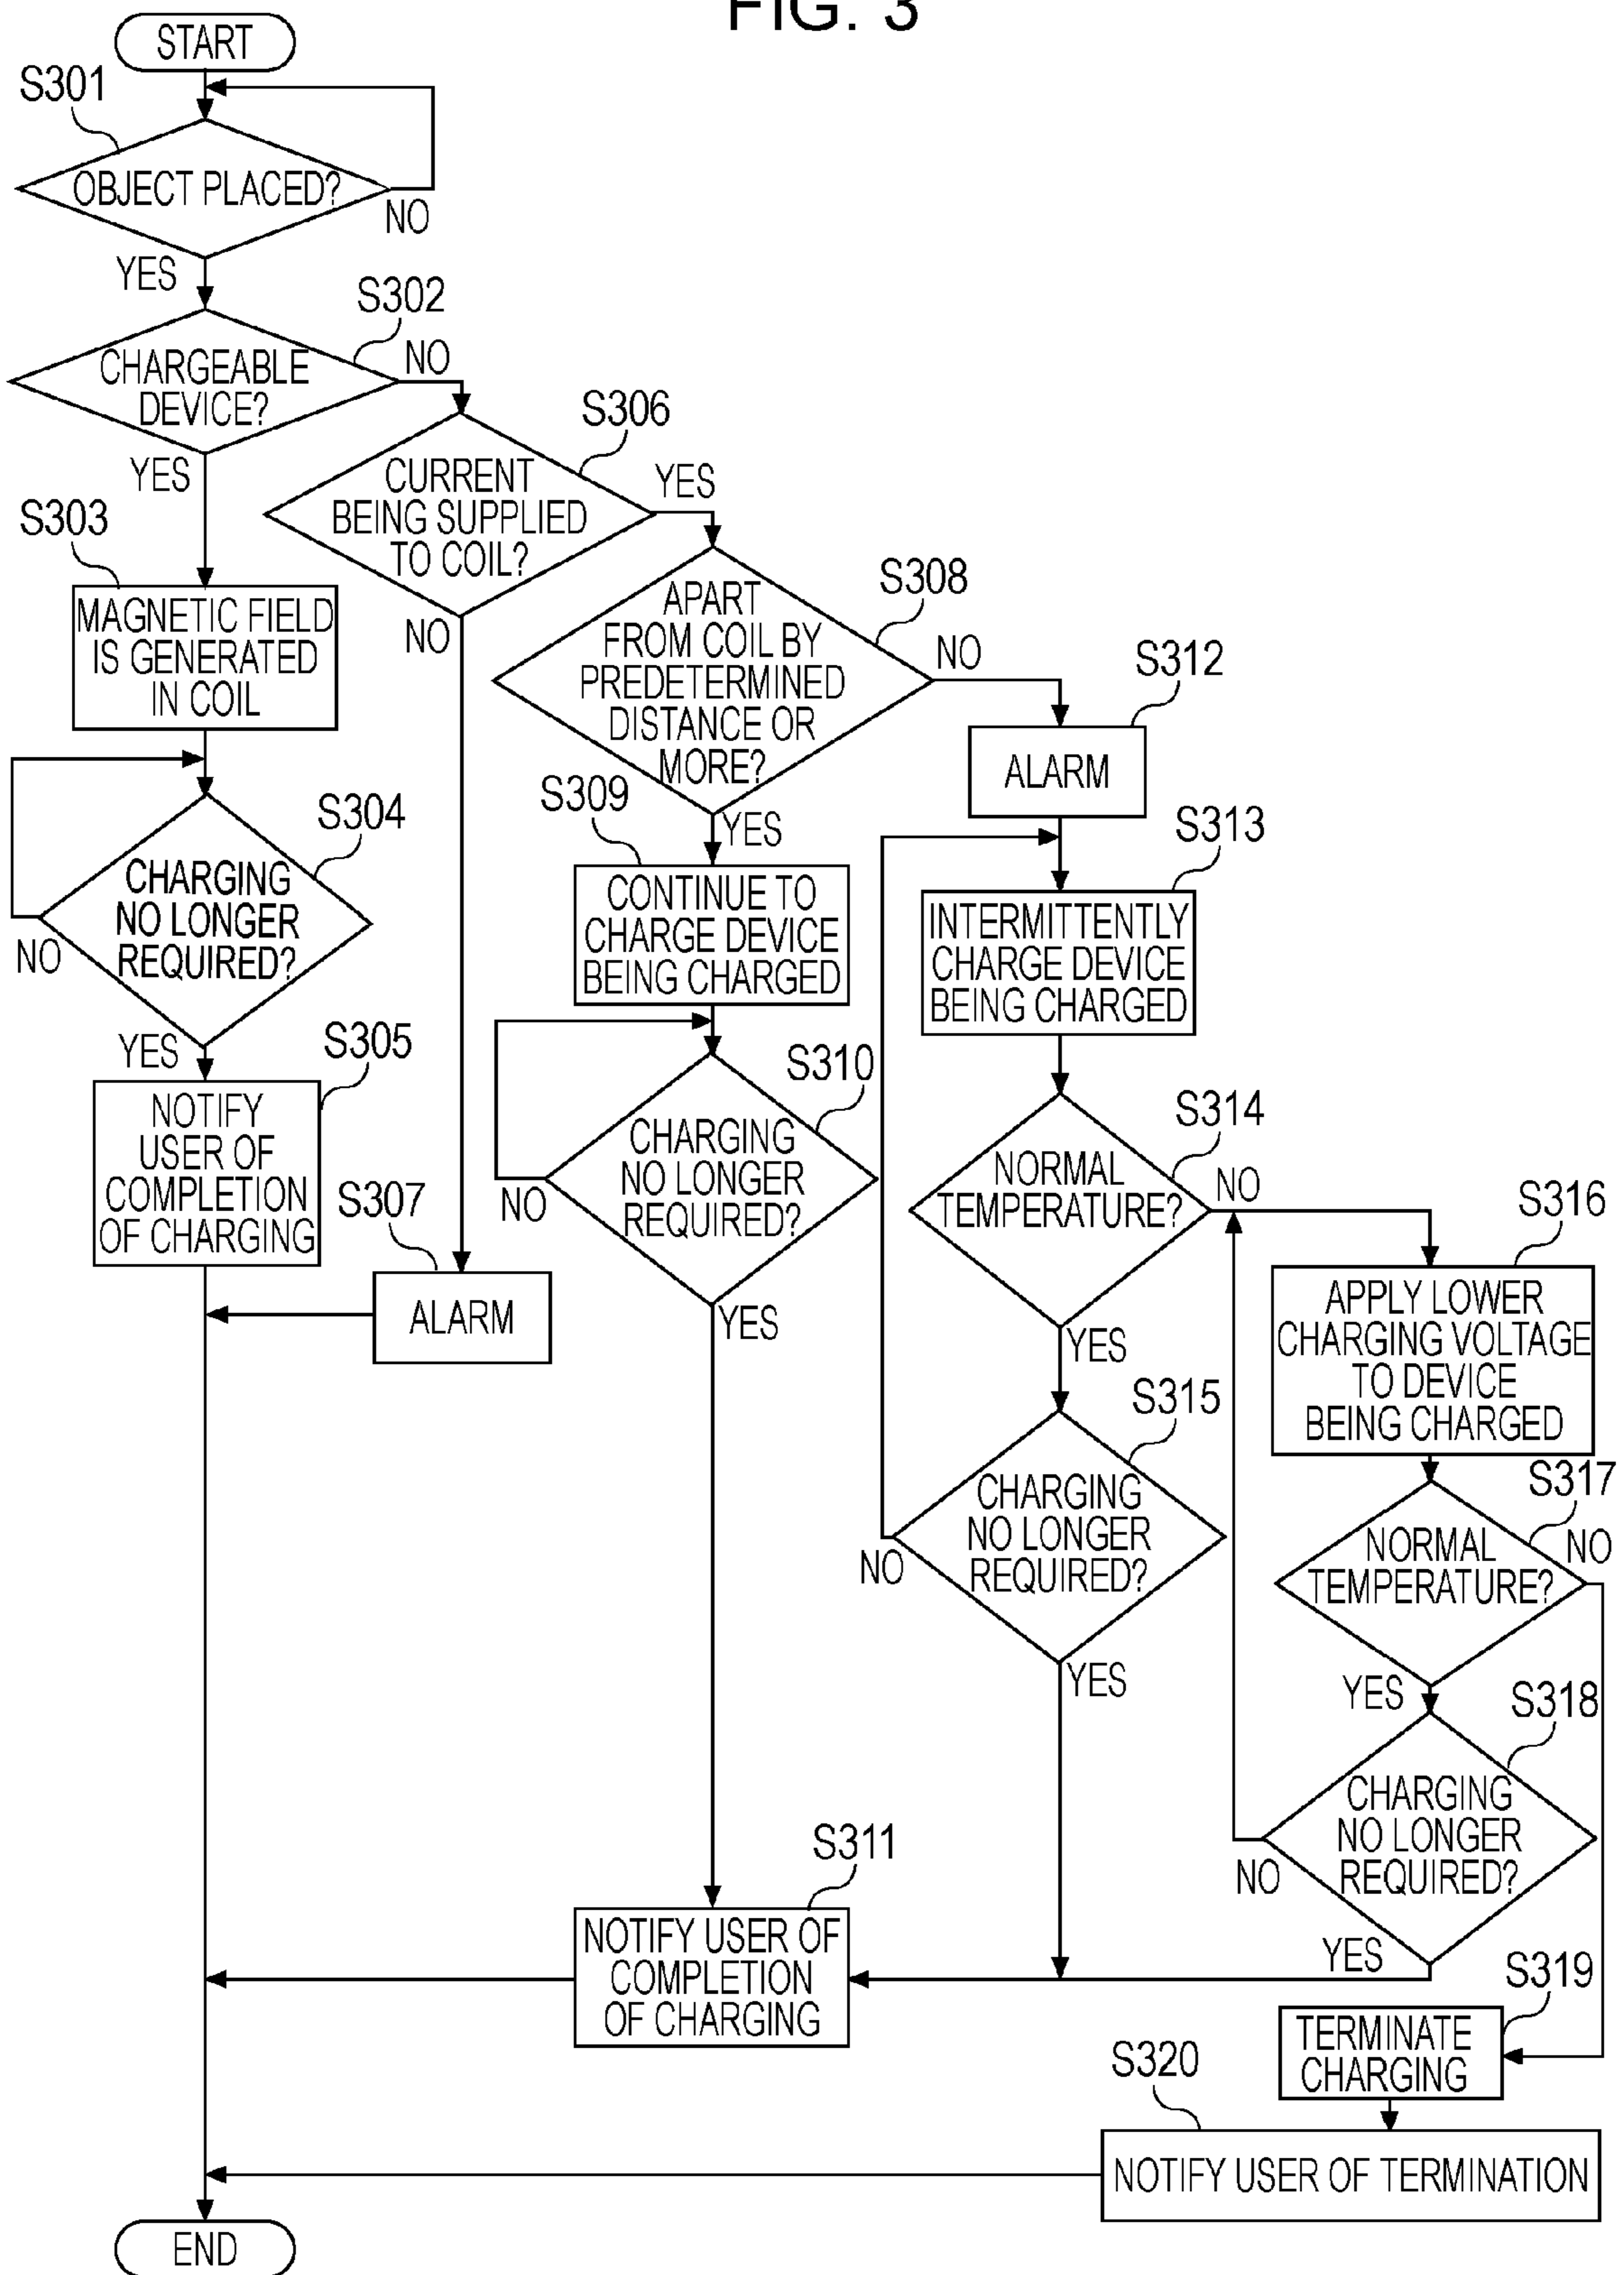 FIG. 3
START
S301
OBJECT PLACED?
NO
YES
S302
CHARGEABLE
DEVICE?
NO
YES
S303
MAGNETIC FIELD
IS GENERATED
IN COIL
S304
CHARGING
NO LONGER
REQUIRED?
NO
YES
S305
NOTIFY
USER OF
COMPLETION
OF CHARGING
S306
CURRENT
BEING SUPPLIED
TO COIL?
YES
NO
S307
ALARM
S308
APART
FROM COIL BY
PREDETERMINED
DISTANCE OR
MORE?
NO
YES
S309
CONTINUE TO
CHARGE DEVICE
BEING CHARGED
S310
CHARGING
NO LONGER
REQUIRED?
NO
YES
S311
NOTIFY USER OF
COMPLETION
OF CHARGING
S312
ALARM
S313
INTERMITTENTLY
CHARGE DEVICE
BEING CHARGED
S314
NORMAL
TEMPERATURE?
NO
YES
S315
CHARGING
NO LONGER
REQUIRED?
NO
YES
S316
APPLY LOWER
CHARGING VOLTAGE
TO DEVICE
BEING CHARGED
S317
NORMAL
TEMPERATURE?
NO
YES
S318
CHARGING
NO LONGER
REQUIRED?
NO
YES
S319
TERMINATE
CHARGING
S320
NOTIFY USER OF TERMINATION
END